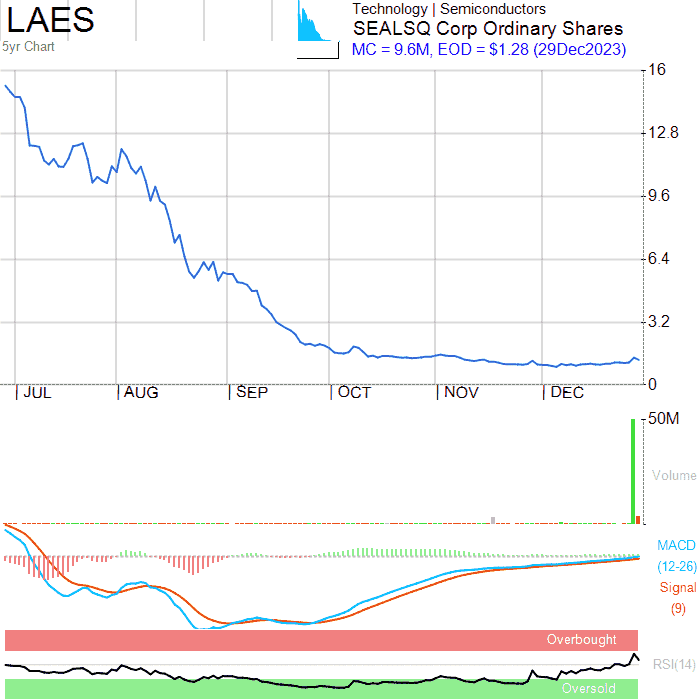 LAES
5yr Chart
Technology | Semiconductors
SEALSQ Corp Ordinary Shares
MC = 9.6M, EOD = $1.28 (29Dec2023)
16
12.8
9.6
6.4
3.2
0
JUL AUG SEP OCT NOV DEC
50M
Volume
MACD
(12-26)
Signal
(9)
Overbought
RSI(14)
Oversold